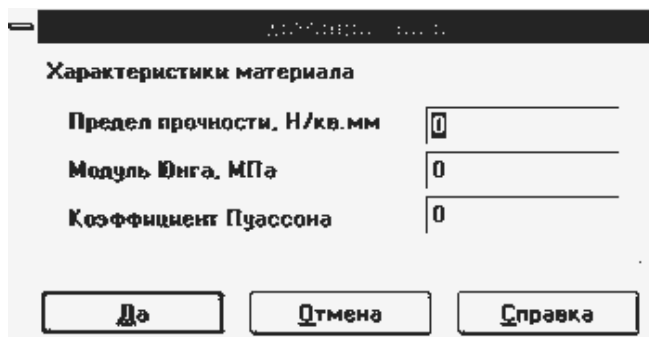 Характеристики материала
Предел прочности, Н/кв.мм 0
Модуль Юнга, МПа 0
Коэффициент Пуассона 0
Да Отмена Справка